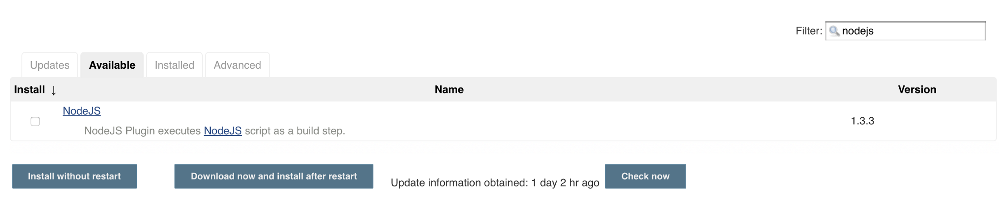 Filter: nodejs
Updates Available Installed Advanced
Install ↓ Name Version
NodeJS
NodeJS Plugin executes NodeJS script as a build step.
1.3.3
Install without restart Download now and install after restart Update information obtained: 1 day 2 hr ago Check now